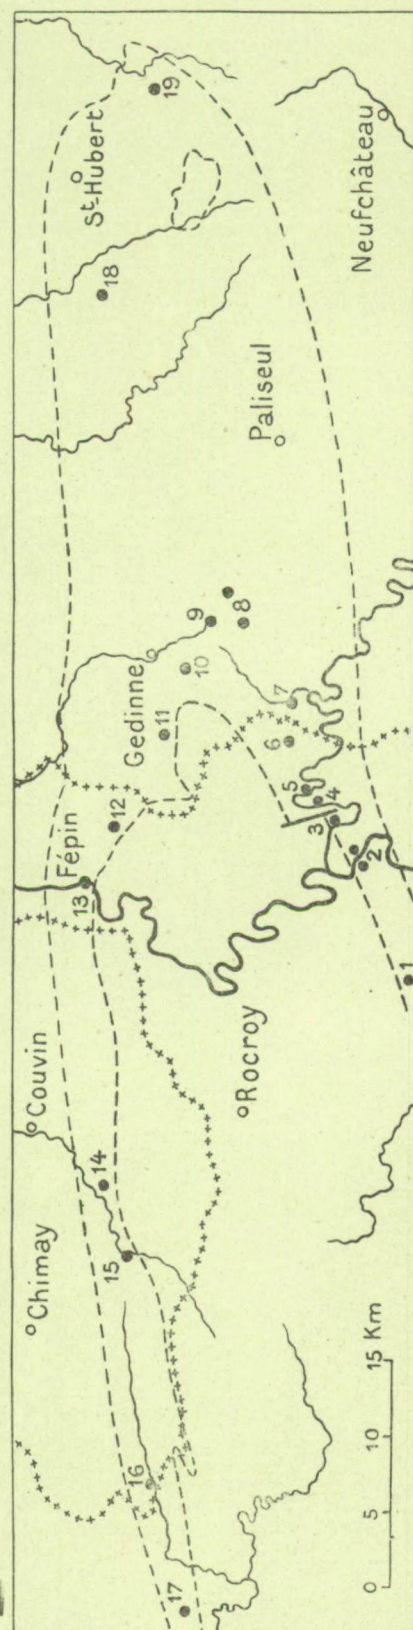 Chimay
Couvin
Fépin
St Hubert
13
14
18
12
15
Gedinne
16
11
19
17
10
9
Rocroy
8
Paliseul
6
7
5
3
4
Neufchâteau
2
1
0 5 10 15 Km